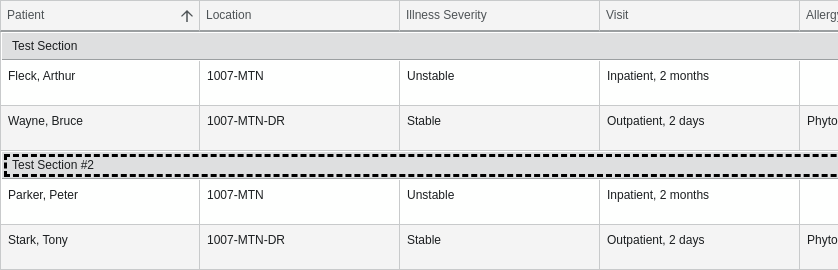 Patient Location Illness Severity Visit Allergy
Test Section
Fleck, Arthur 1007-MTN Unstable Inpatient, 2 months
Wayne, Bruce 1007-MTN-DR Stable Outpatient, 2 days Phyto
Test Section #2
Parker, Peter 1007-MTN Unstable Inpatient, 2 months
Stark, Tony 1007-MTN-DR Stable Outpatient, 2 days Phyto